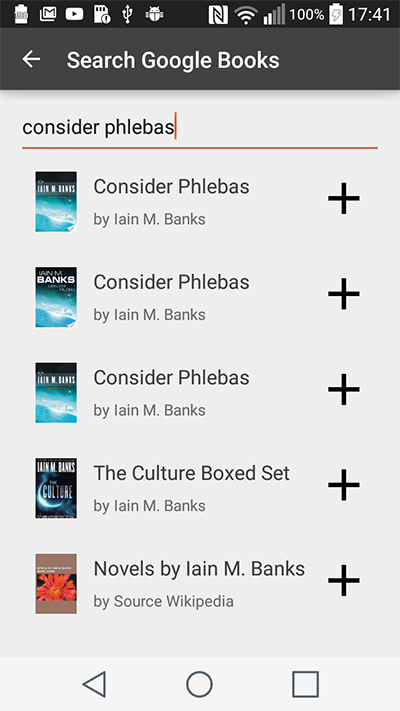 100% 17:41
Search Google Books
consider phlebas
Consider Phlebas
by Iain M. Banks
IAIN M.
BANKS
Consider Phlebas
by Iain M. Banks
Consider Phlebas
by Iain M. Banks
IAIN M. BANKS
THE
CULTURE
The Culture Boxed Set
by Iain M. Banks
Novels by Iain M. Banks
by Source Wikipedia